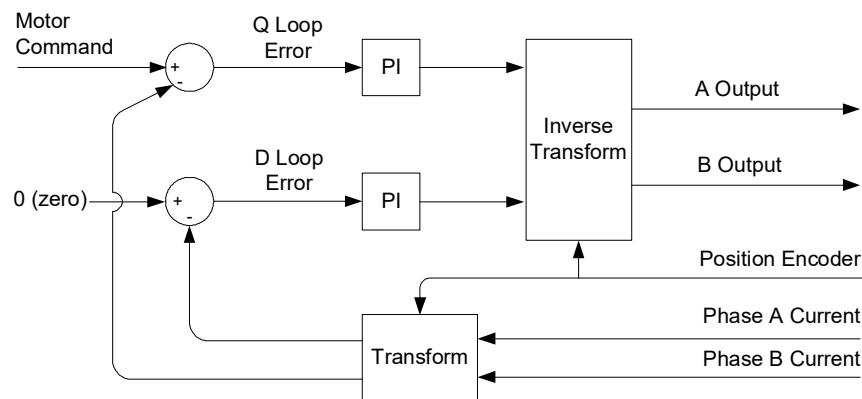 Motor
Command
Q Loop
Error
+
-
PI
A Output
Inverse
Transform
B Output
D Loop
Error
0 (zero)
+
-
PI
Position Encoder
Phase A Current
Transform
Phase B Current